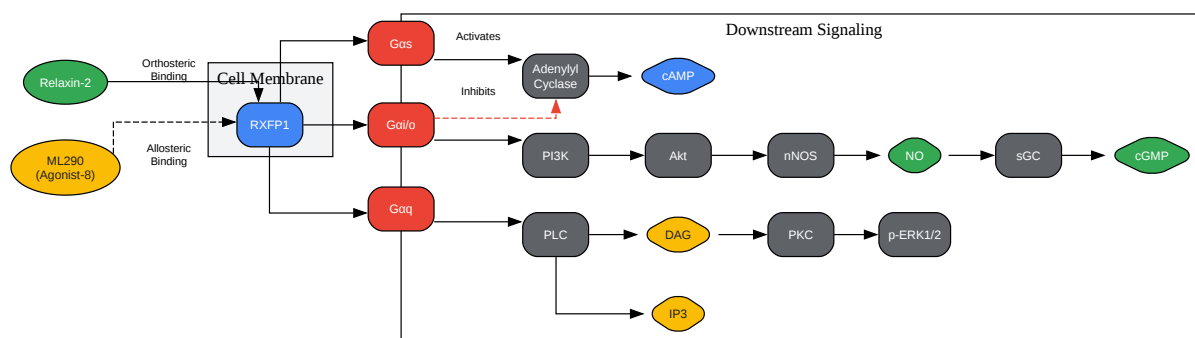 Downstream Signaling
Cell Membrane
Relaxin-2
ML290
(Agonist-8)
Orthosteric
Binding
Allosteric
Binding
RXFP1
Gαs
Gαi/o
Gαq
Activates
Inhibits
Adenylyl
Cyclase
cAMP
PI3K
Akt
nNOS
NO
sGC
cGMP
PLC
DAG
PKC
p-ERK1/2
IP3